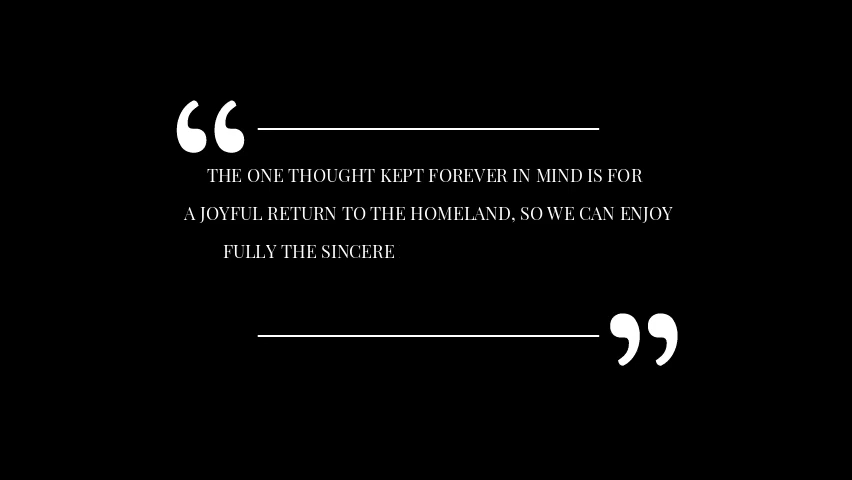 THE ONE THOUGHT KEPT FOREVER IN MIND IS FOR
A JOYFUL RETURN TO THE HOMELAND, SO WE CAN ENJOY
FULLY THE SINCERE